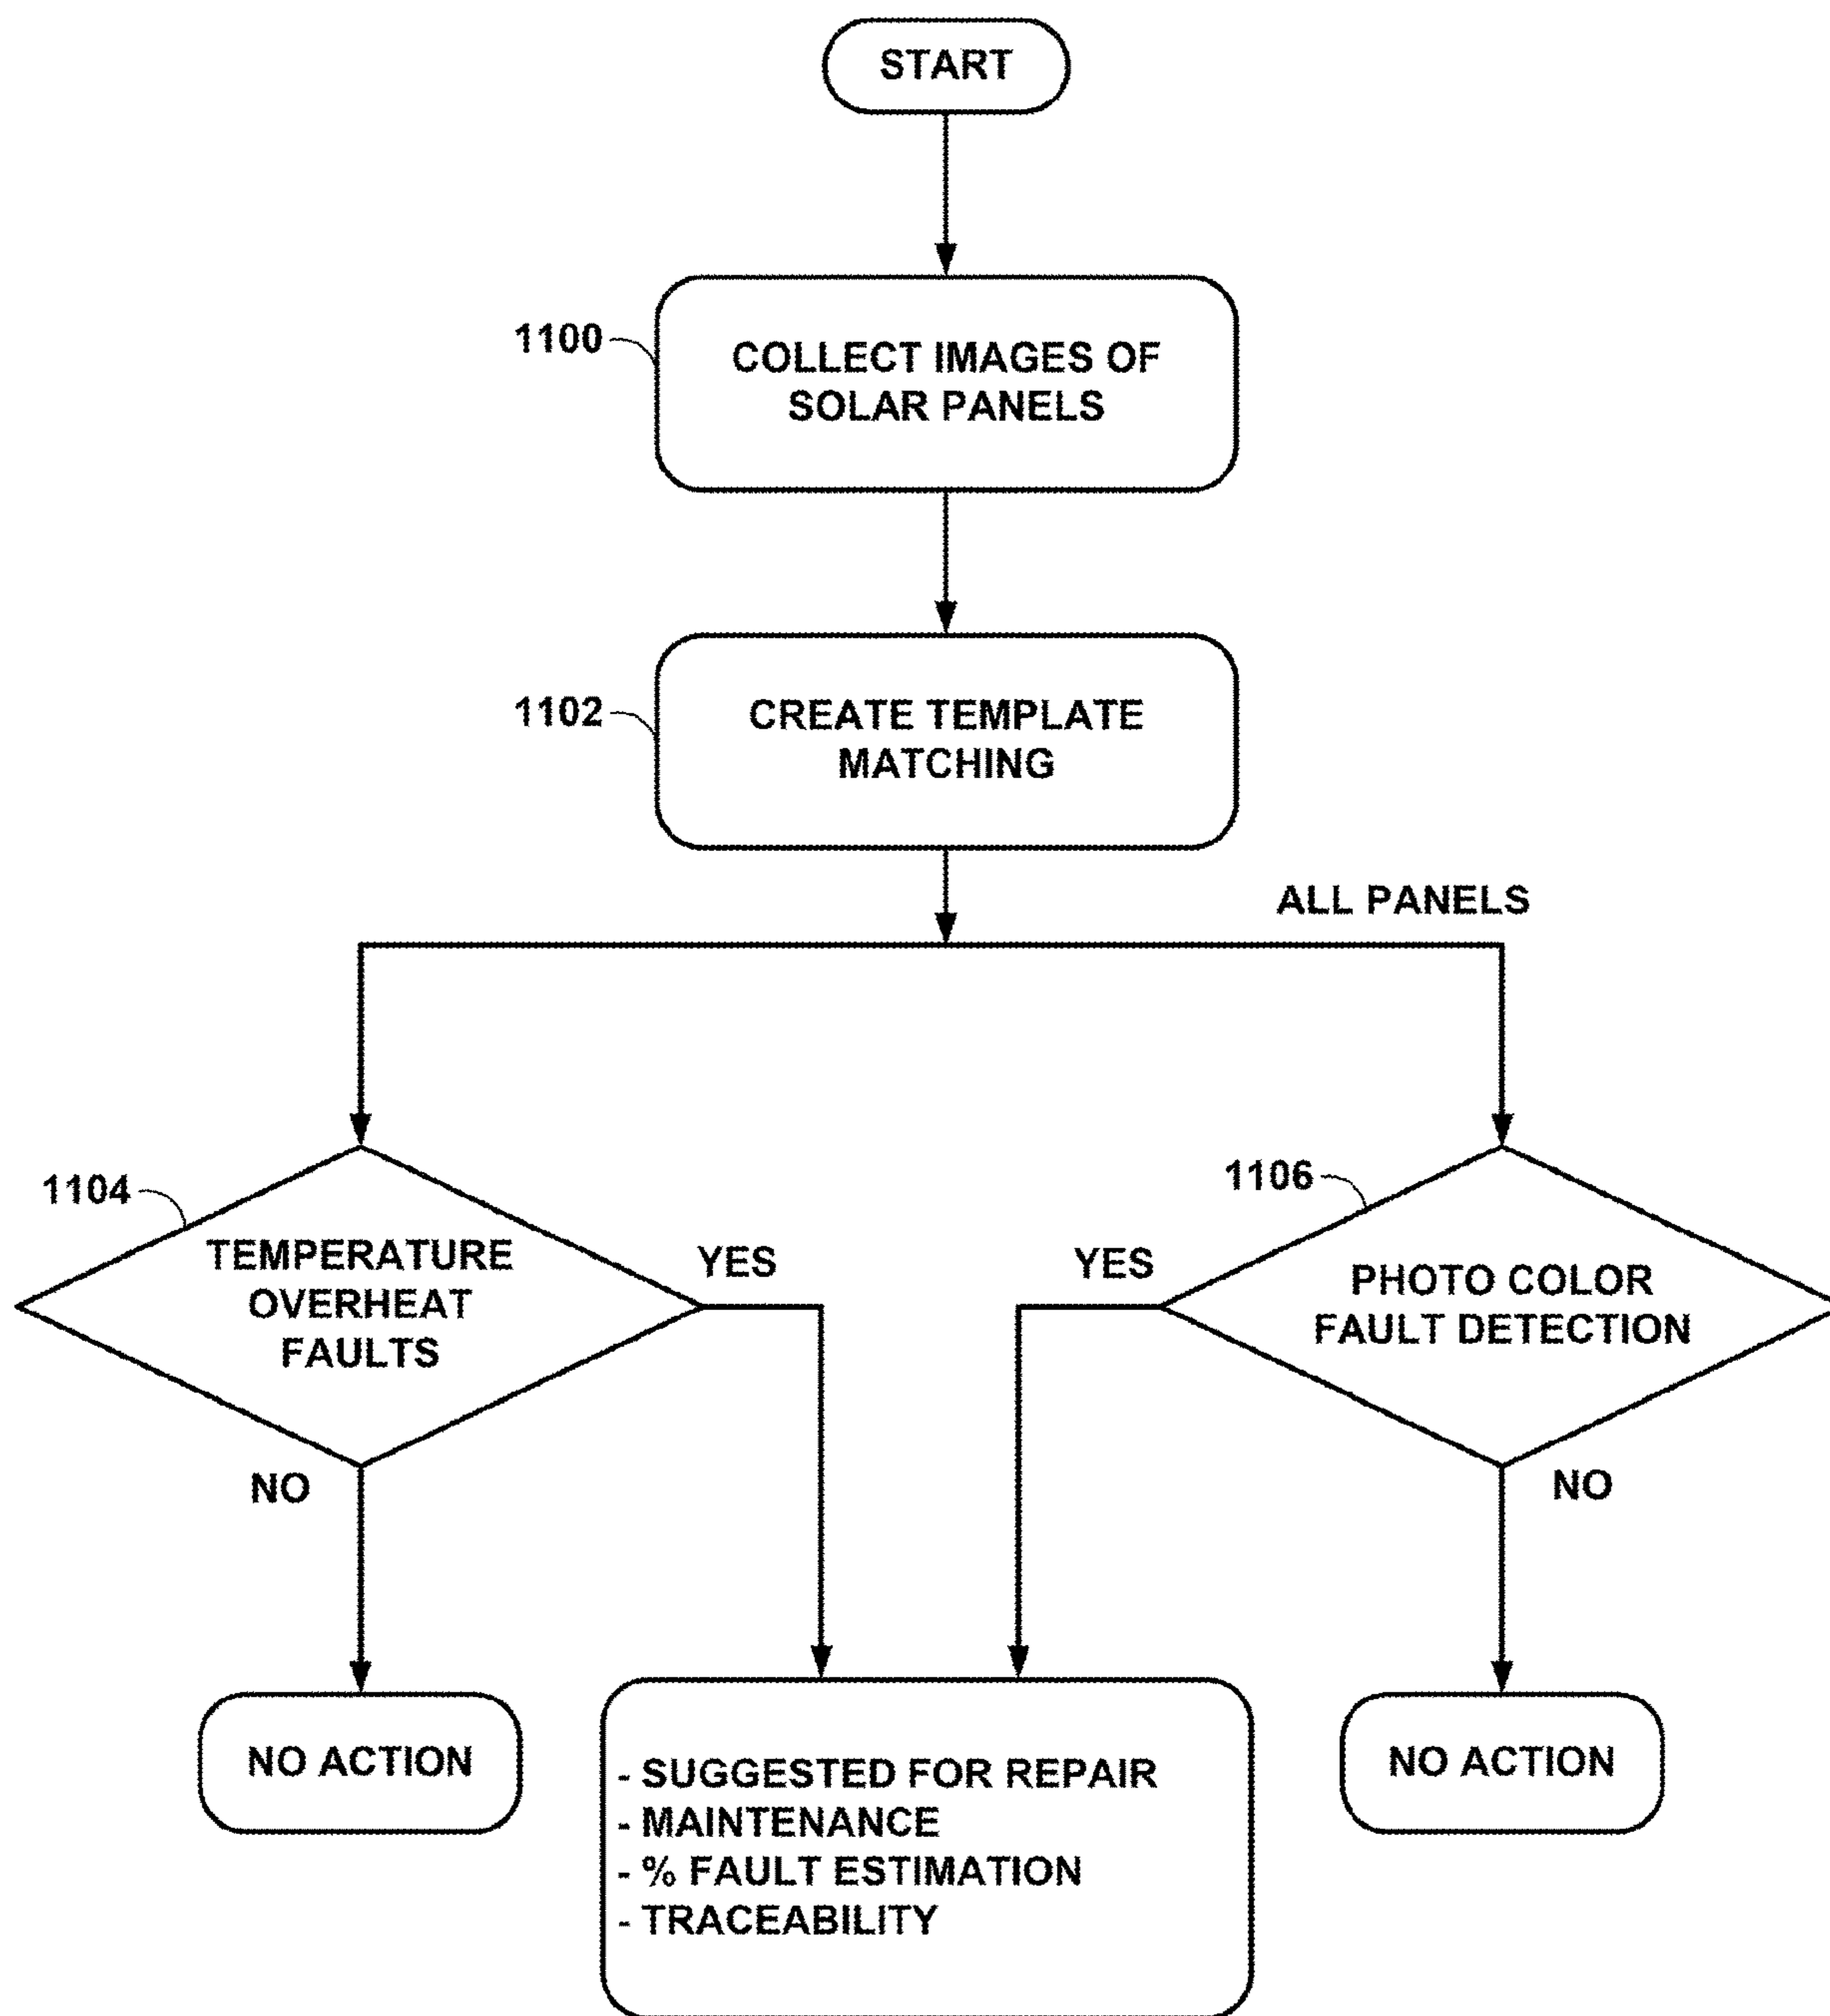 START
1100
COLLECT IMAGES OF
SOLAR PANELS
1102
CREATE TEMPLATE
MATCHING
ALL PANELS
1104
TEMPERATURE
OVERHEAT
FAULTS
YES
NO
1106
PHOTO COLOR
FAULT DETECTION
YES
NO
NO ACTION
- SUGGESTED FOR REPAIR
- MAINTENANCE
- % FAULT ESTIMATION
- TRACEABILITY
NO ACTION